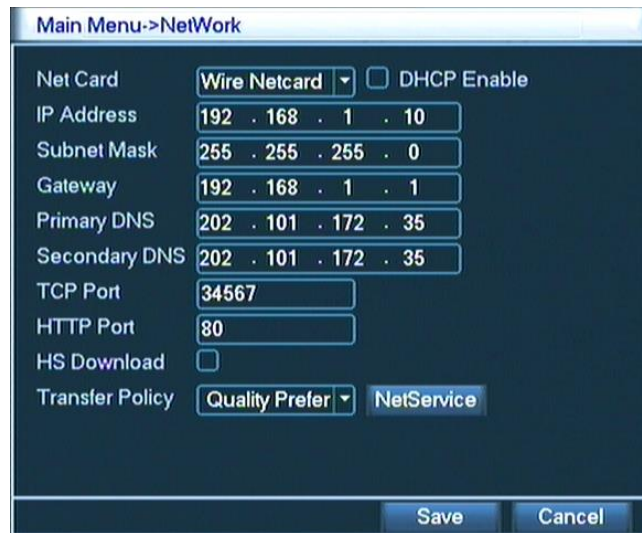 Main Menu->NetWork
Net Card Wire Netcard DHCP Enable
IP Address 192 . 168 . 1 . 10
Subnet Mask 255 . 255 . 255 . 0
Gateway 192 . 168 . 1 . 1
Primary DNS 202 . 101 . 172 . 35
Secondary DNS 202 . 101 . 172 . 35
TCP Port 34567
HTTP Port 80
HS Download
Transfer Policy Quality Prefer NetService
Save Cancel